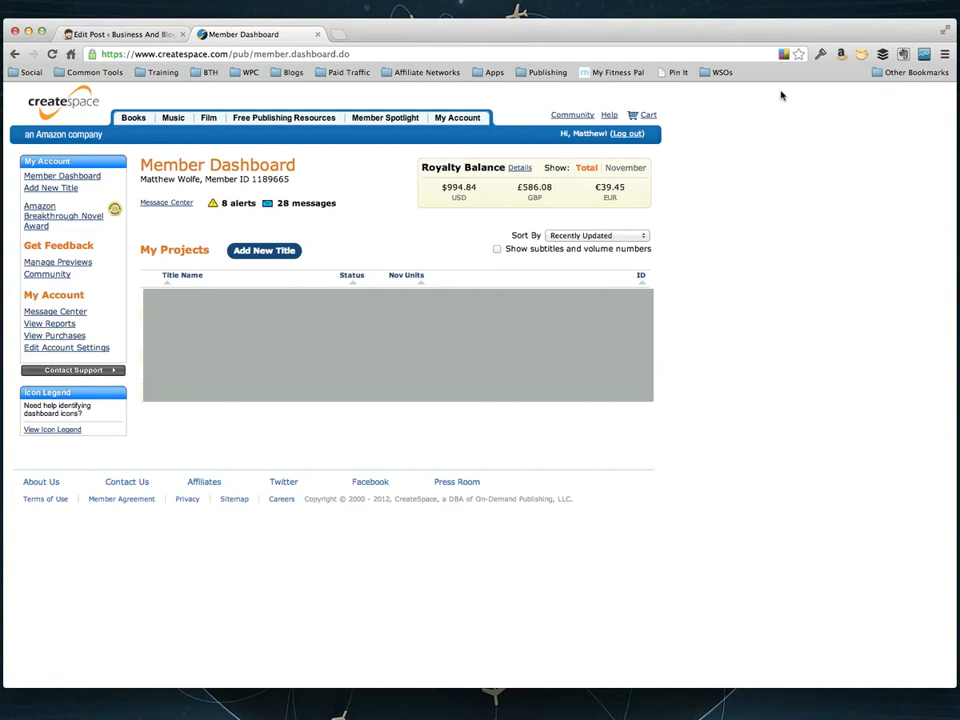 Edit Post ‹ Business And Blo
Member Dashboard
https://www.createspace.com/pub/member.dashboard.do
Social
Common Tools
Training
BTH
WPC
Blogs
Paid Traffic
Affiliate Networks
Apps
Publishing
My Fitness Pal
Pin It
WSOs
Other Bookmarks
createspace
Books
Music
Film
Free Publishing Resources
Member Spotlight
My Account
Community
Help
Cart
an Amazon company
Hi, Matthew! (Log out)
My Account
Member Dashboard
Add New Title
Amazon
Breakthrough Novel
Award
Get Feedback
Manage Previews
Community
My Account
Message Center
View Reports
View Purchases
Edit Account Settings
Contact Support
Icon Legend
Need help identifying
dashboard icons?
View Icon Legend
Member Dashboard
Matthew Wolfe, Member ID 1189665
Message Center
8 alerts
28 messages
Royalty Balance Details
Show: Total November
$994.84 £586.08 €39.45
USD GBP EUR
Sort By Recently Updated
Show subtitles and volume numbers
My Projects
Add New Title
Title Name Status Nov Units ID
About Us Contact Us Affiliates Twitter Facebook Press Room
Terms of Use Member Agreement Privacy Sitemap Careers Copyright © 2000 - 2012, CreateSpace, a DBA of On-Demand Publishing, LLC.